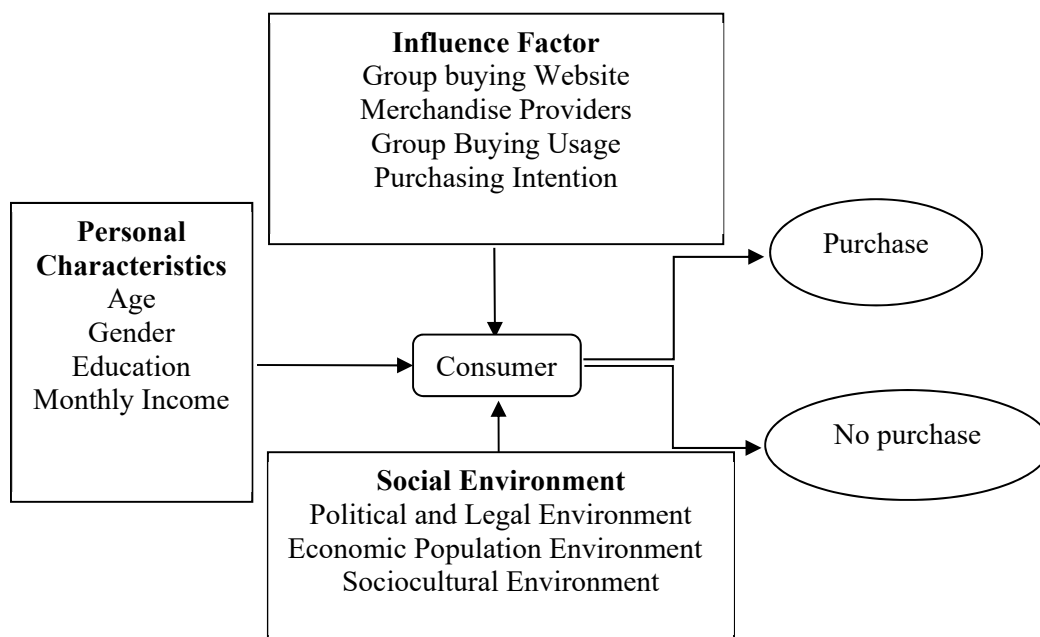 Influence Factor
Group buying Website
Merchandise Providers
Group Buying Usage
Purchasing Intention
Personal
Characteristics
Age
Gender
Education
Monthly Income
Consumer
Purchase
No purchase
Social Environment
Political and Legal Environment
Economic Population Environment
Sociocultural Environment